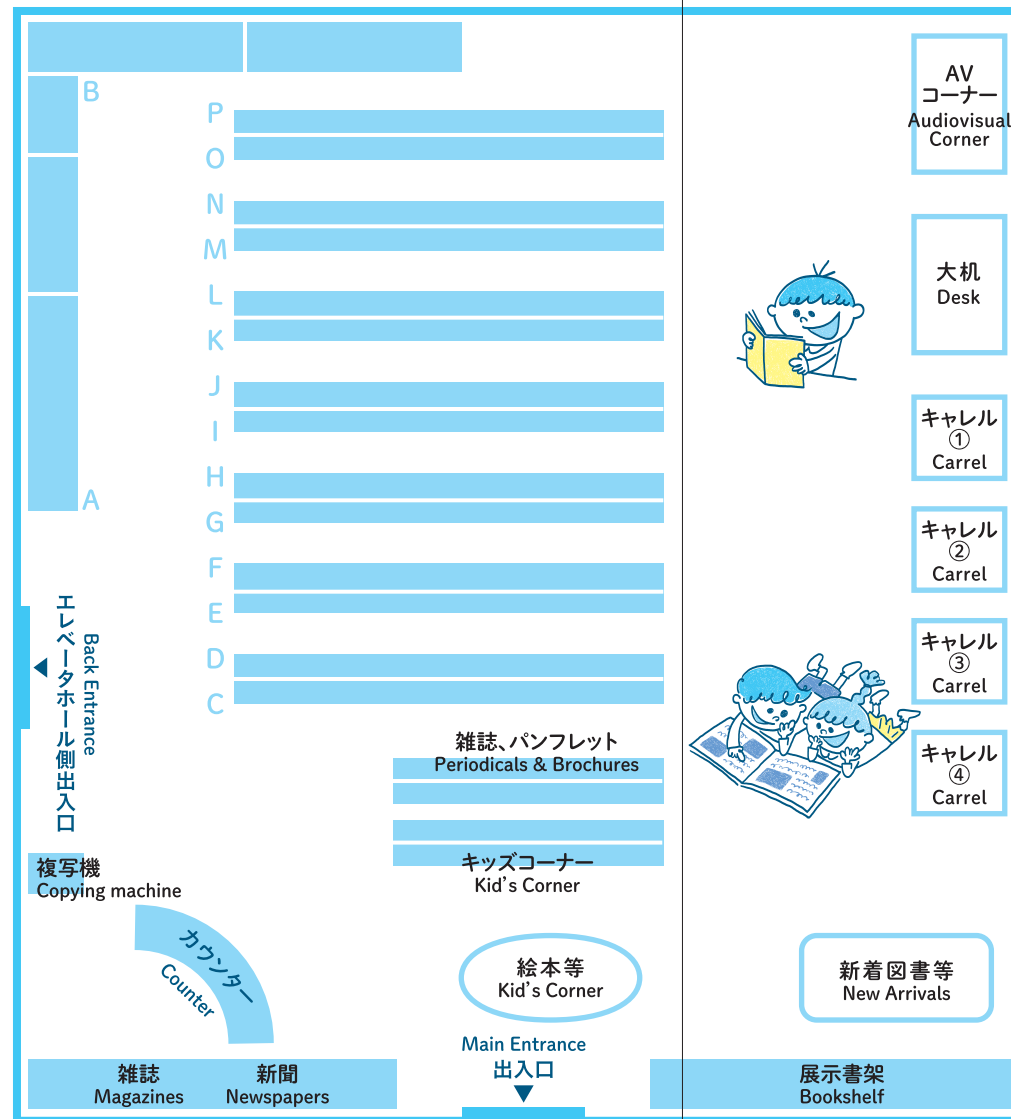 B
A
P
O
N
M
L
K
J
I
H
G
F
E
D
C
AV
コーナー
Audiovisual
Corner
大机
Desk
キャレル
①
Carrel
キャレル
②
Carrel
キャレル
③
Carrel
キャレル
④
Carrel
エレベータホール側出入口
Back Entrance
雑誌、パンフレット
Periodicals & Brochures
キッズコーナー
Kid's Corner
複写機
Copying machine
カウンター
Counter
絵本等
Kid's Corner
新着図書等
New Arrivals
Main Entrance
出入口
雑誌
Magazines
新聞
Newspapers
展示書架
Bookshelf